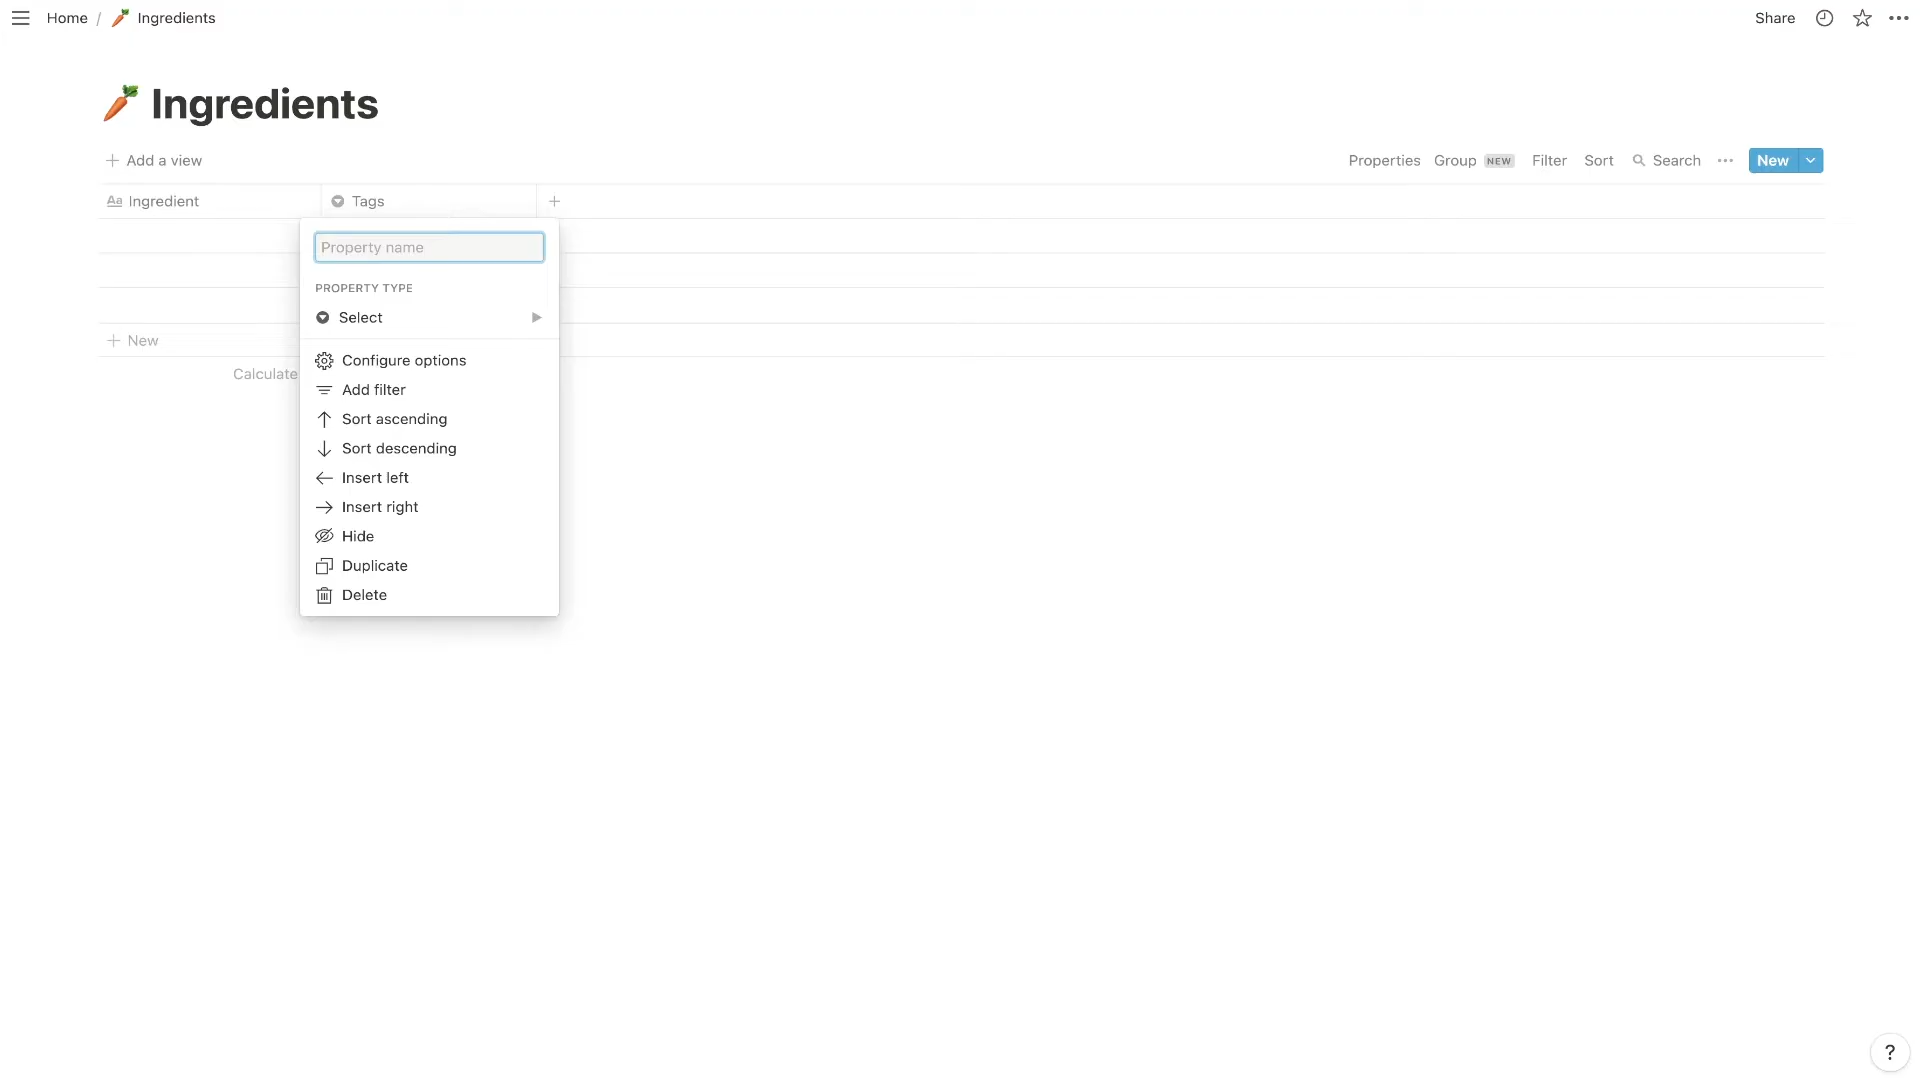 Home / Ingredients
Share
Ingredients
Add a view
Properties Group NEW Filter Sort Search New
Aa Ingredient Tags
Property name
PROPERTY TYPE
Select
New
Configure options
Calculate
Add filter
Sort ascending
Sort descending
Insert left
Insert right
Hide
Duplicate
Delete
?